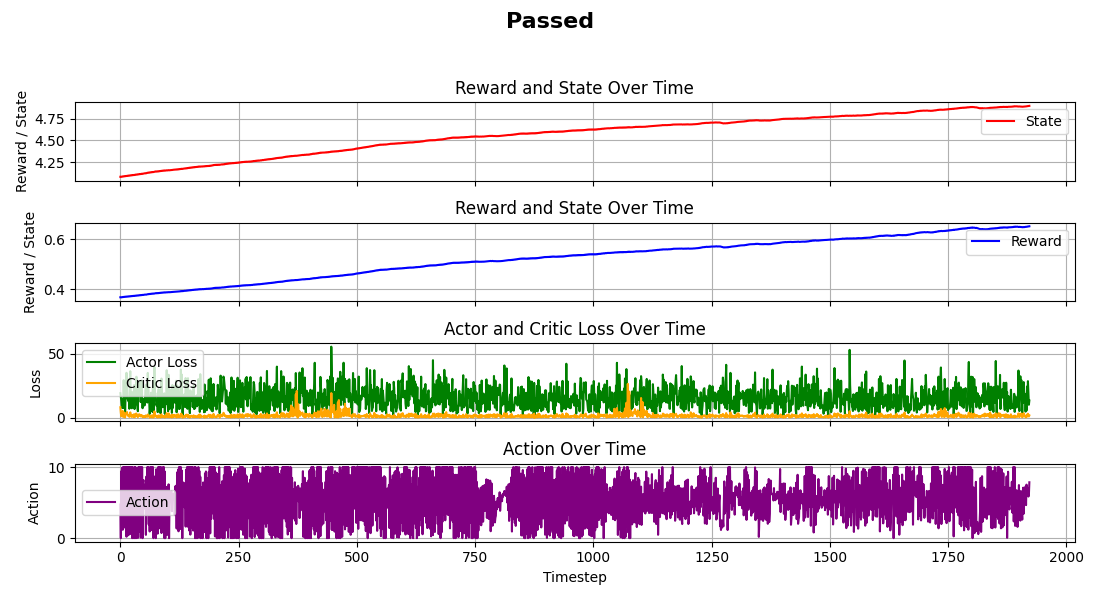 Passed
Reward and State Over Time
Reward / State
4.75
4.50
4.25
State
Reward and State Over Time
Reward / State
0.6
0.4
Reward
Actor and Critic Loss Over Time
Loss
50
0
Actor Loss
Critic Loss
Action Over Time
Action
10
0
Action
0 250 500 750 1000 1250 1500 1750 2000
Timestep